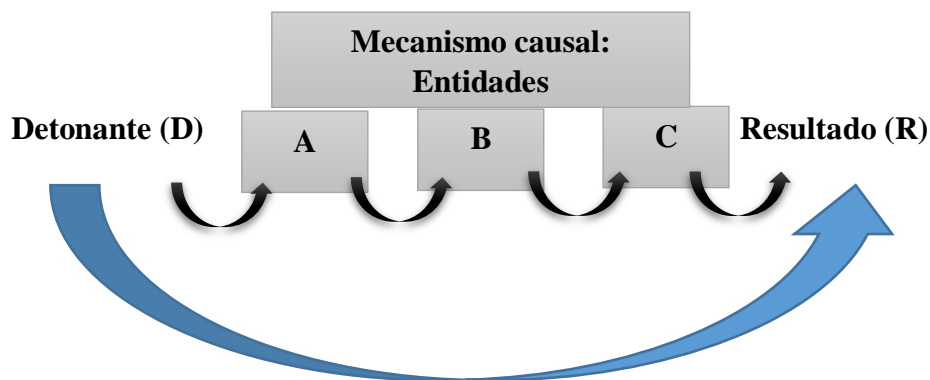 Mecanismo causal:
Entidades
Detonante (D)
A
B
C
Resultado (R)